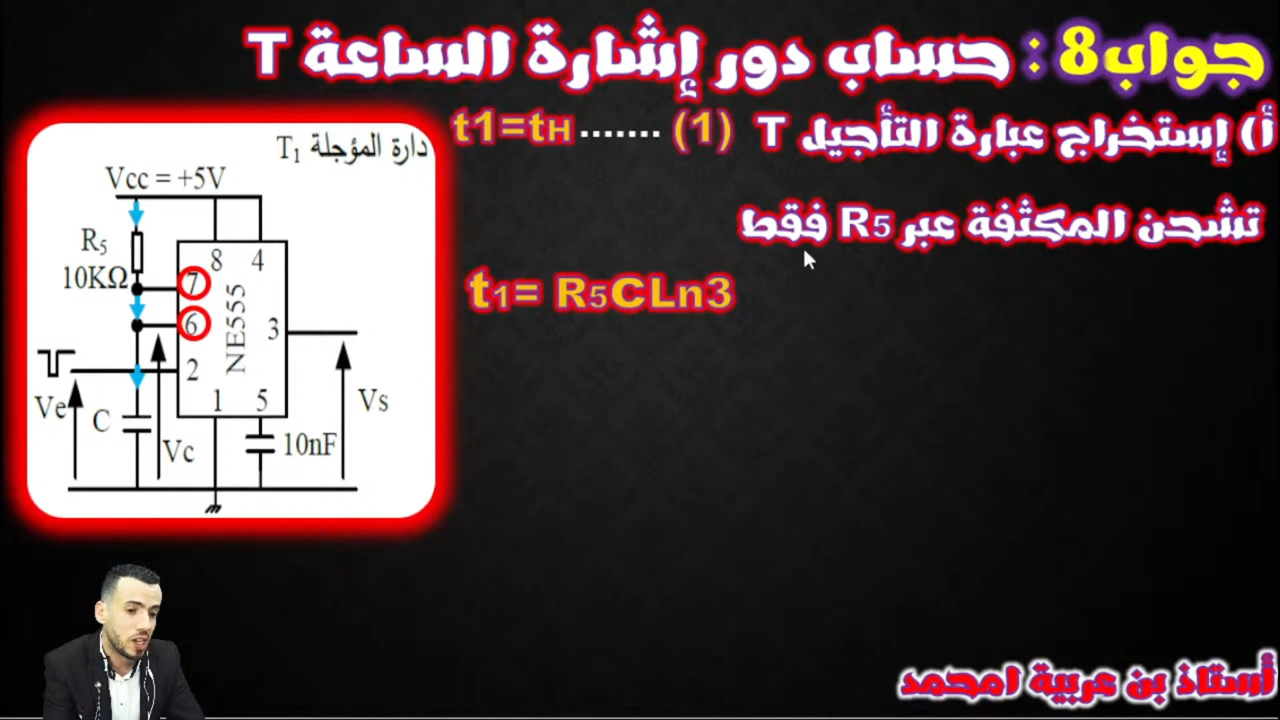 جواب8 : حساب دور إشارة الساعة T
أ) إستخراج عبارة التأجيل T t1=tH ....... (1)
تشحن المكثفة عبر R5 فقط
t1= R5CLn3
دارة المؤجلة T1
Vcc = +5V
R5
10KΩ
8 4
7
6
NE555
3
2
1 5
Ve
C
Vc
10nF
Vs
أستاذ بن عربية امحمد